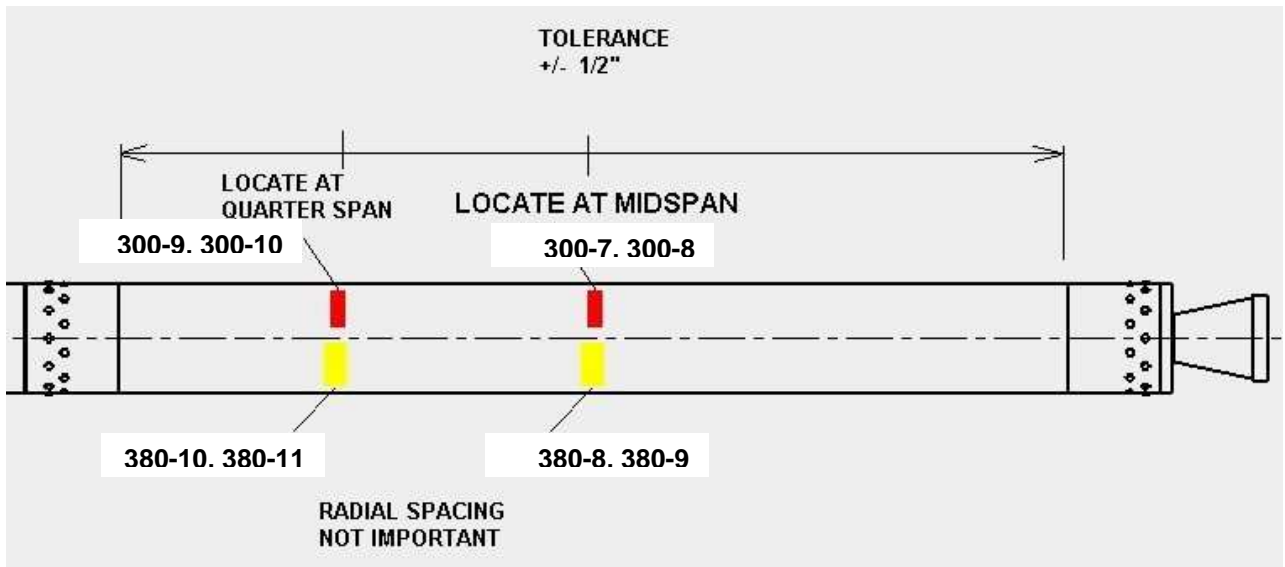 TOLERANCE
+/- 1/2"
LOCATE AT
QUARTER SPAN
LOCATE AT MIDSPAN
300-9. 300-10
300-7. 300-8
380-10. 380-11
380-8. 380-9
RADIAL SPACING
NOT IMPORTANT